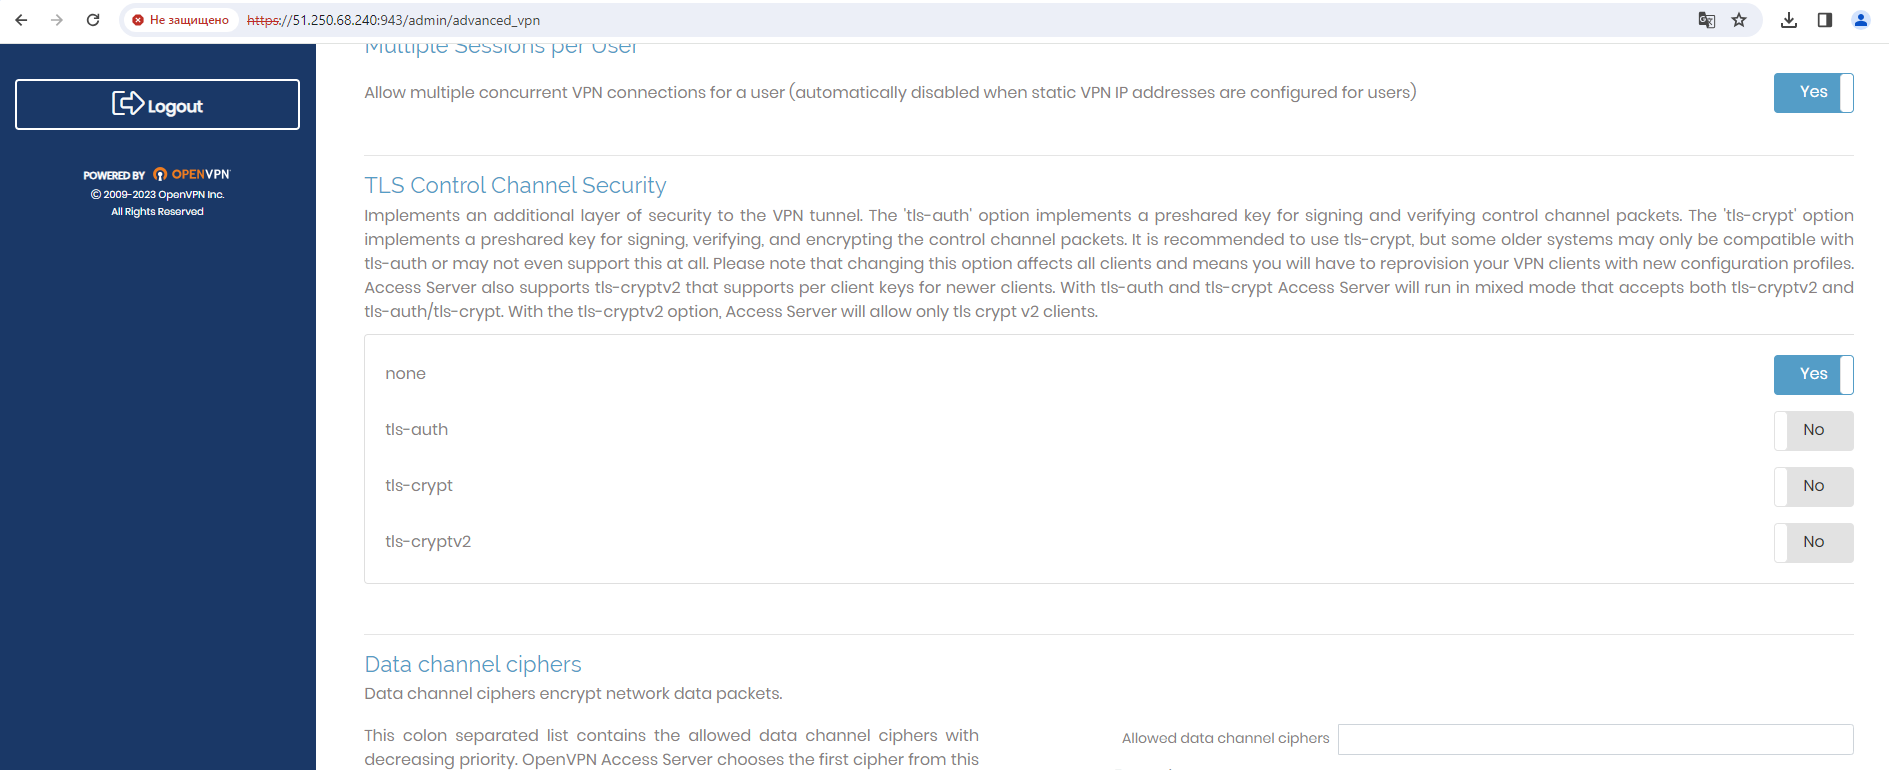 Не защищено https://51.250.68.240:943/admin/advanced_vpn
Multiple Sessions per User
Logout
POWERED BY OPENVPN
© 2009-2023 OpenVPN Inc.
All Rights Reserved
Allow multiple concurrent VPN connections for a user (automatically disabled when static VPN IP addresses are configured for users)
Yes
TLS Control Channel Security
Implements an additional layer of security to the VPN tunnel. The 'tls-auth' option implements a preshared key for signing and verifying control channel packets. The 'tls-crypt' option
implements a preshared key for signing, verifying, and encrypting the control channel packets. It is recommended to use tls-crypt, but some older systems may only be compatible with
tls-auth or may not even support this at all. Please note that changing this option affects all clients and means you will have to reprovision your VPN clients with new configuration profiles.
Access Server also supports tls-cryptv2 that supports per client keys for newer clients. With tls-auth and tls-crypt Access Server will run in mixed mode that accepts both tls-cryptv2 and
tls-auth/tls-crypt. With the tls-cryptv2 option, Access Server will allow only tls crypt v2 clients.
none Yes
tls-auth No
tls-crypt No
tls-cryptv2 No
Data channel ciphers
Data channel ciphers encrypt network data packets.
This colon separated list contains the allowed data channel ciphers with
decreasing priority. OpenVPN Access Server chooses the first cipher from this
Allowed data channel ciphers